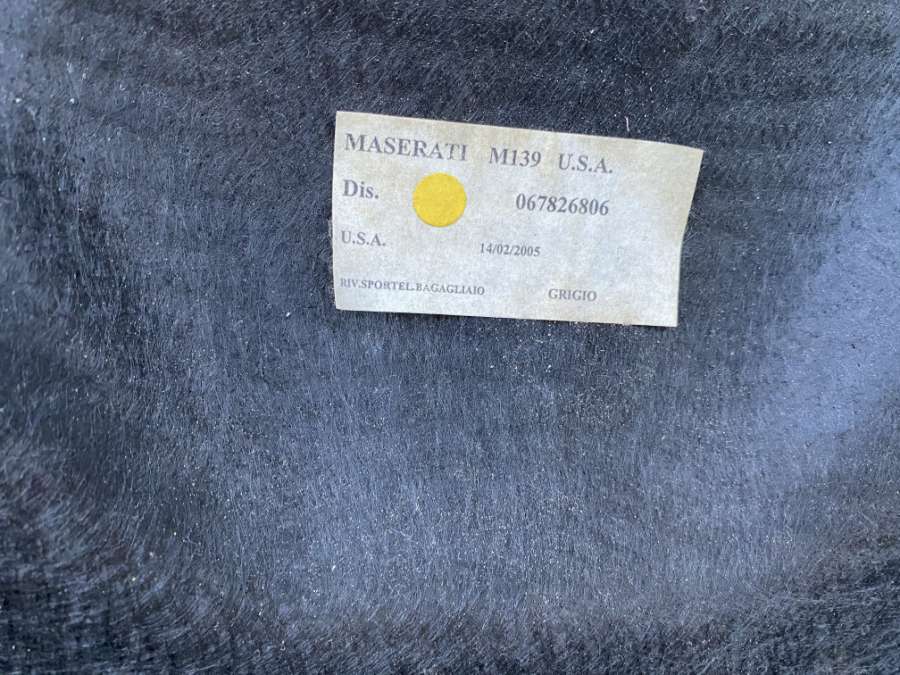 MASERATI M139 U.S.A.
Dis. 067826806
U.S.A. 14/02/2005
RIV.SPORTEL.BAGAGLIAIO GRIGIO